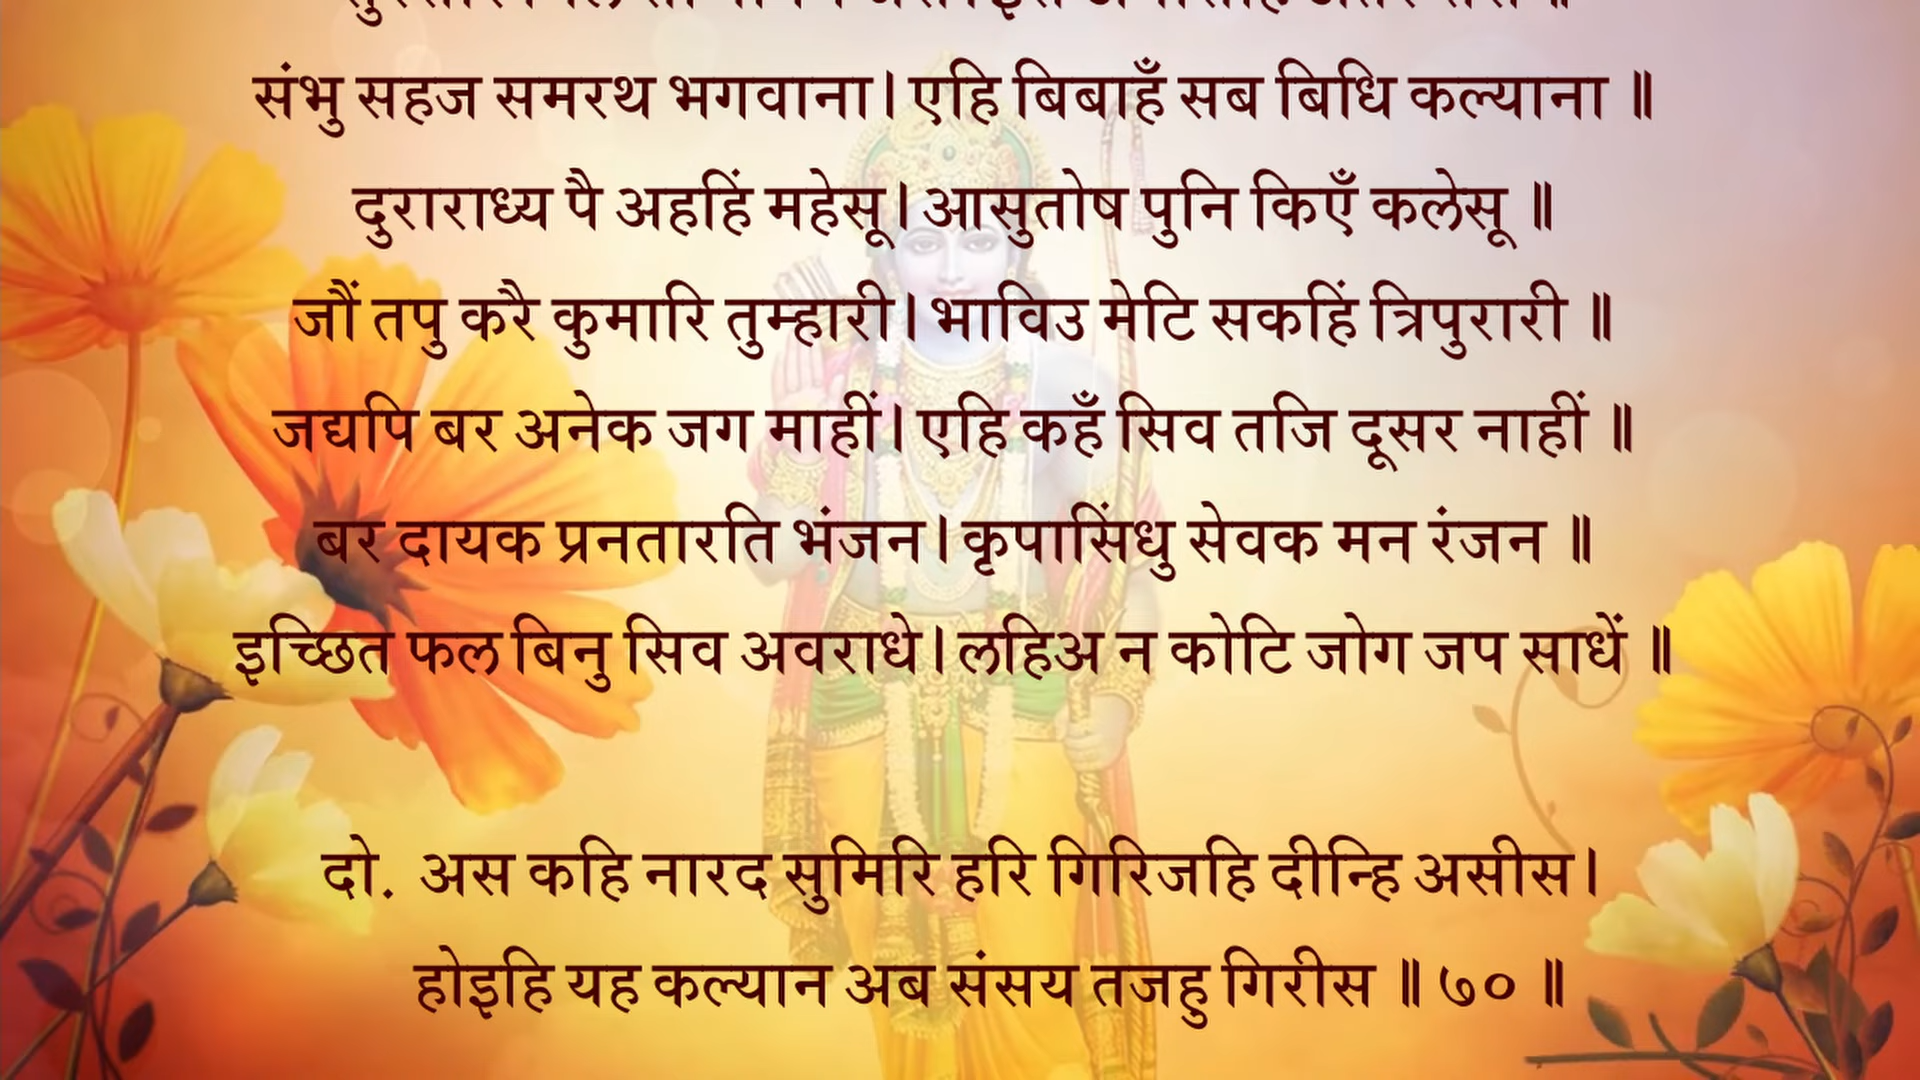 संभु सहज समरथ भगवाना। एहि बिबाहँ सब बिधि कल्याना ॥
दुराराध्य पै अहहिं महेसू। आसुतोष पुनि किएँ कलेसू ॥
जौं तपु करै कुमारि तुम्हारी। भाविउ मेटि सकहिं त्रिपुरारी ॥
जद्यपि बर अनेक जग माहीं। एहि कहँ सिव तजि दूसर नाहीं ॥
बर दायक प्रनतारति भंजन। कृपासिंधु सेवक मन रंजन ॥
इच्छित फल बिनु सिव अवराधे। लहिअ न कोटि जोग जप साधें ॥
दो. अस कहि नारद सुमिरि हरि गिरिजहि दीन्हि असीस।
होइहि यह कल्यान अब संसय तजहु गिरीस ॥ ७० ॥